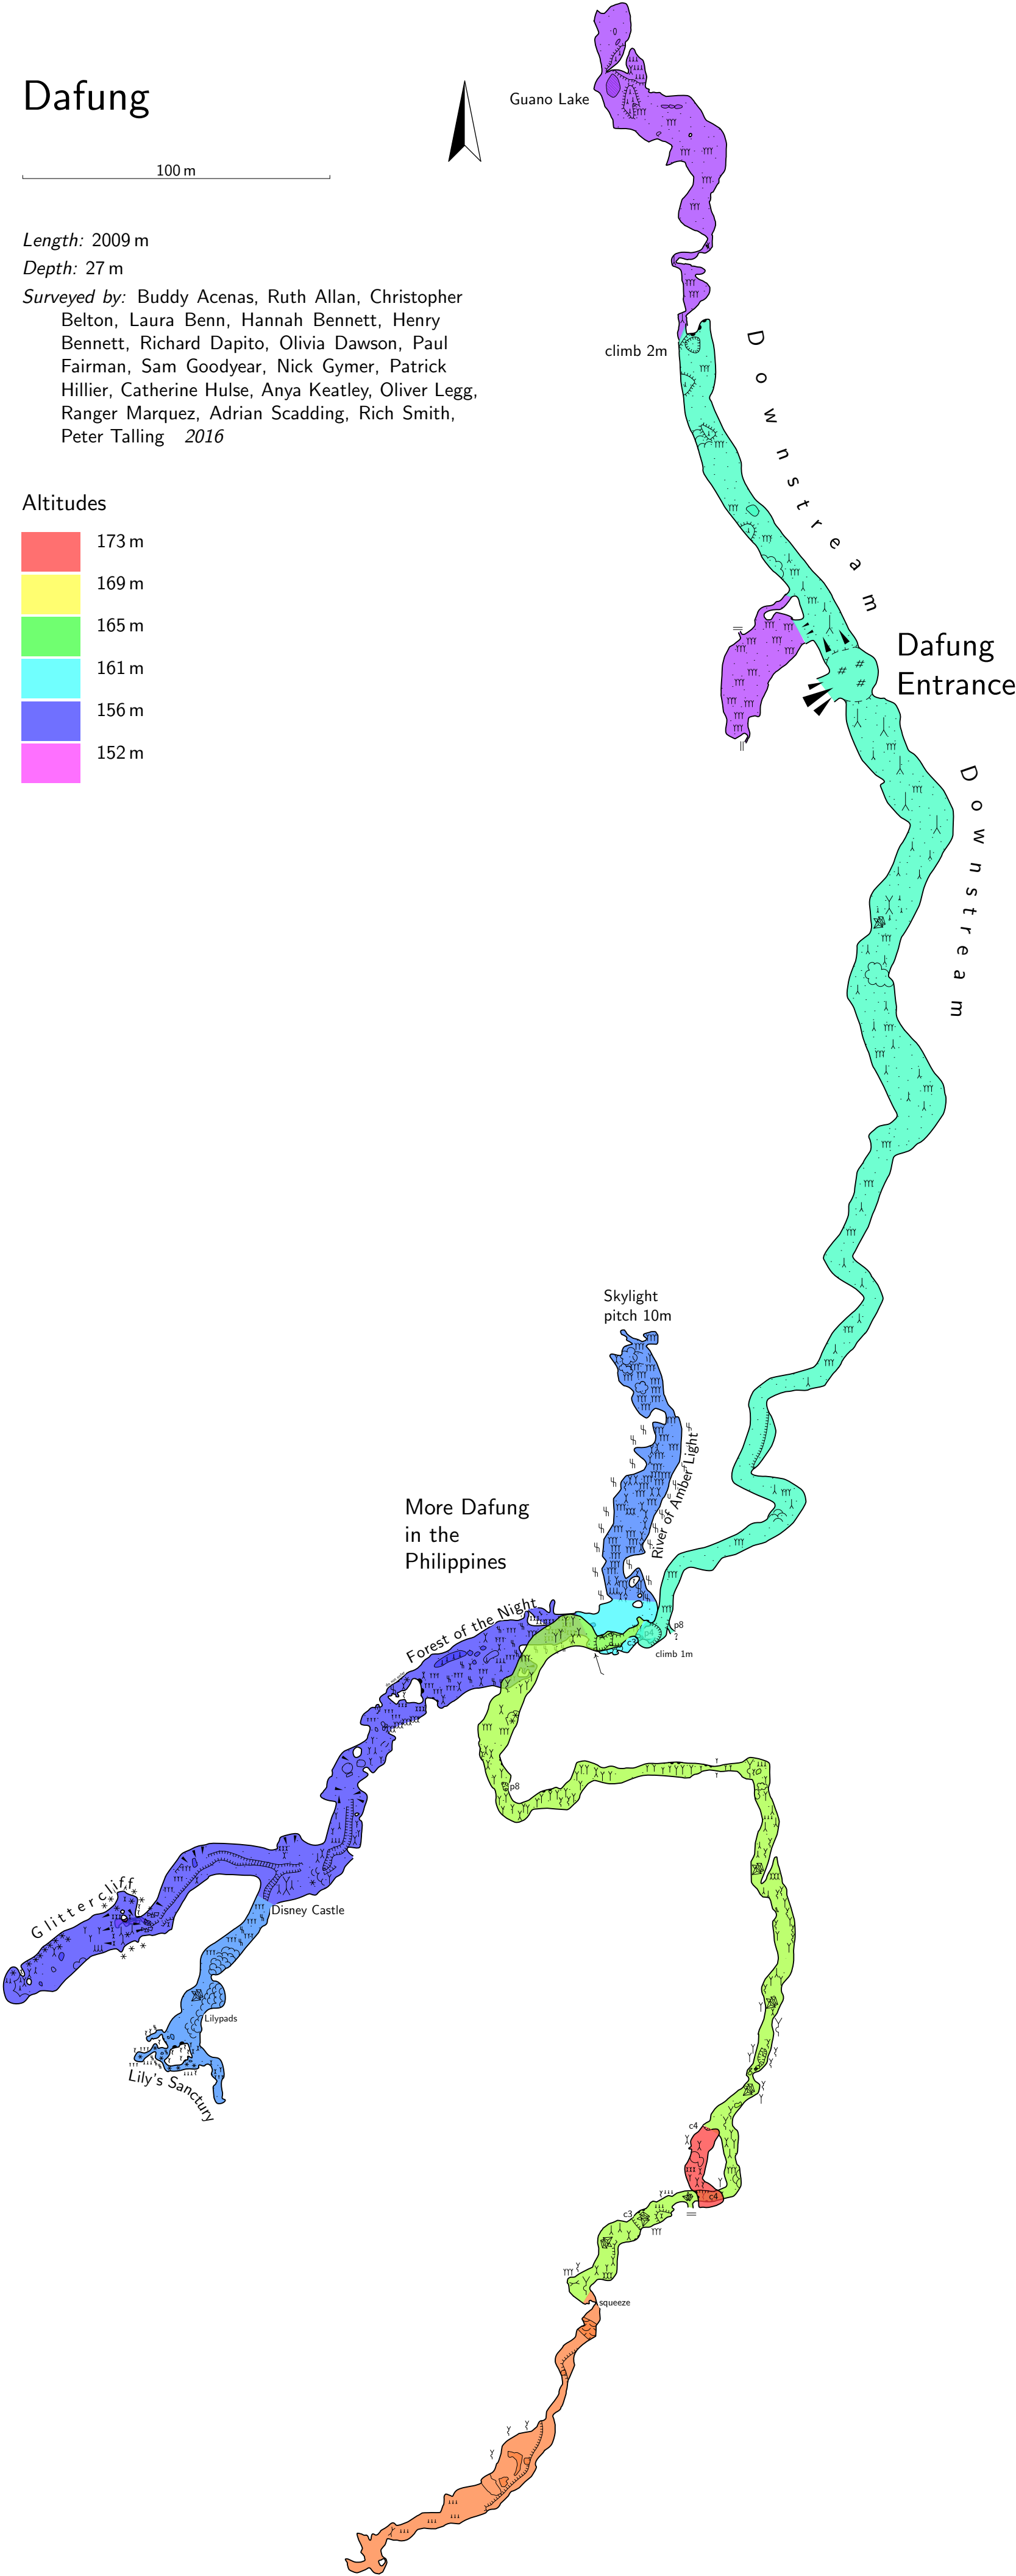 Dafung
100 m
Length: 2009 m
Depth: 27 m
Surveyed by: Buddy Acenas, Ruth Allan, Christopher
Belton, Laura Benn, Hannah Bennett, Henry
Bennett, Richard Dapito, Olivia Dawson, Paul
Fairman, Sam Goodyear, Nick Gymer, Patrick
Hillier, Catherine Hulse, Anya Keatley, Oliver Legg,
Ranger Marquez, Adrian Scadding, Rich Smith,
Peter Talling 2016
Altitudes
173 m
169 m
165 m
161 m
156 m
152 m
Guano Lake
climb 2m
Downstream
Dafung
Entrance
Downstream
Skylight
pitch 10m
River of Amber Light
More Dafung
in the
Philippines
Forest of the Night
c3
p8
?
climb 1m
p8
Glittercliff
Disney Castle
Lilypads
Lily's Sanctury
c4
c4
c3
squeeze